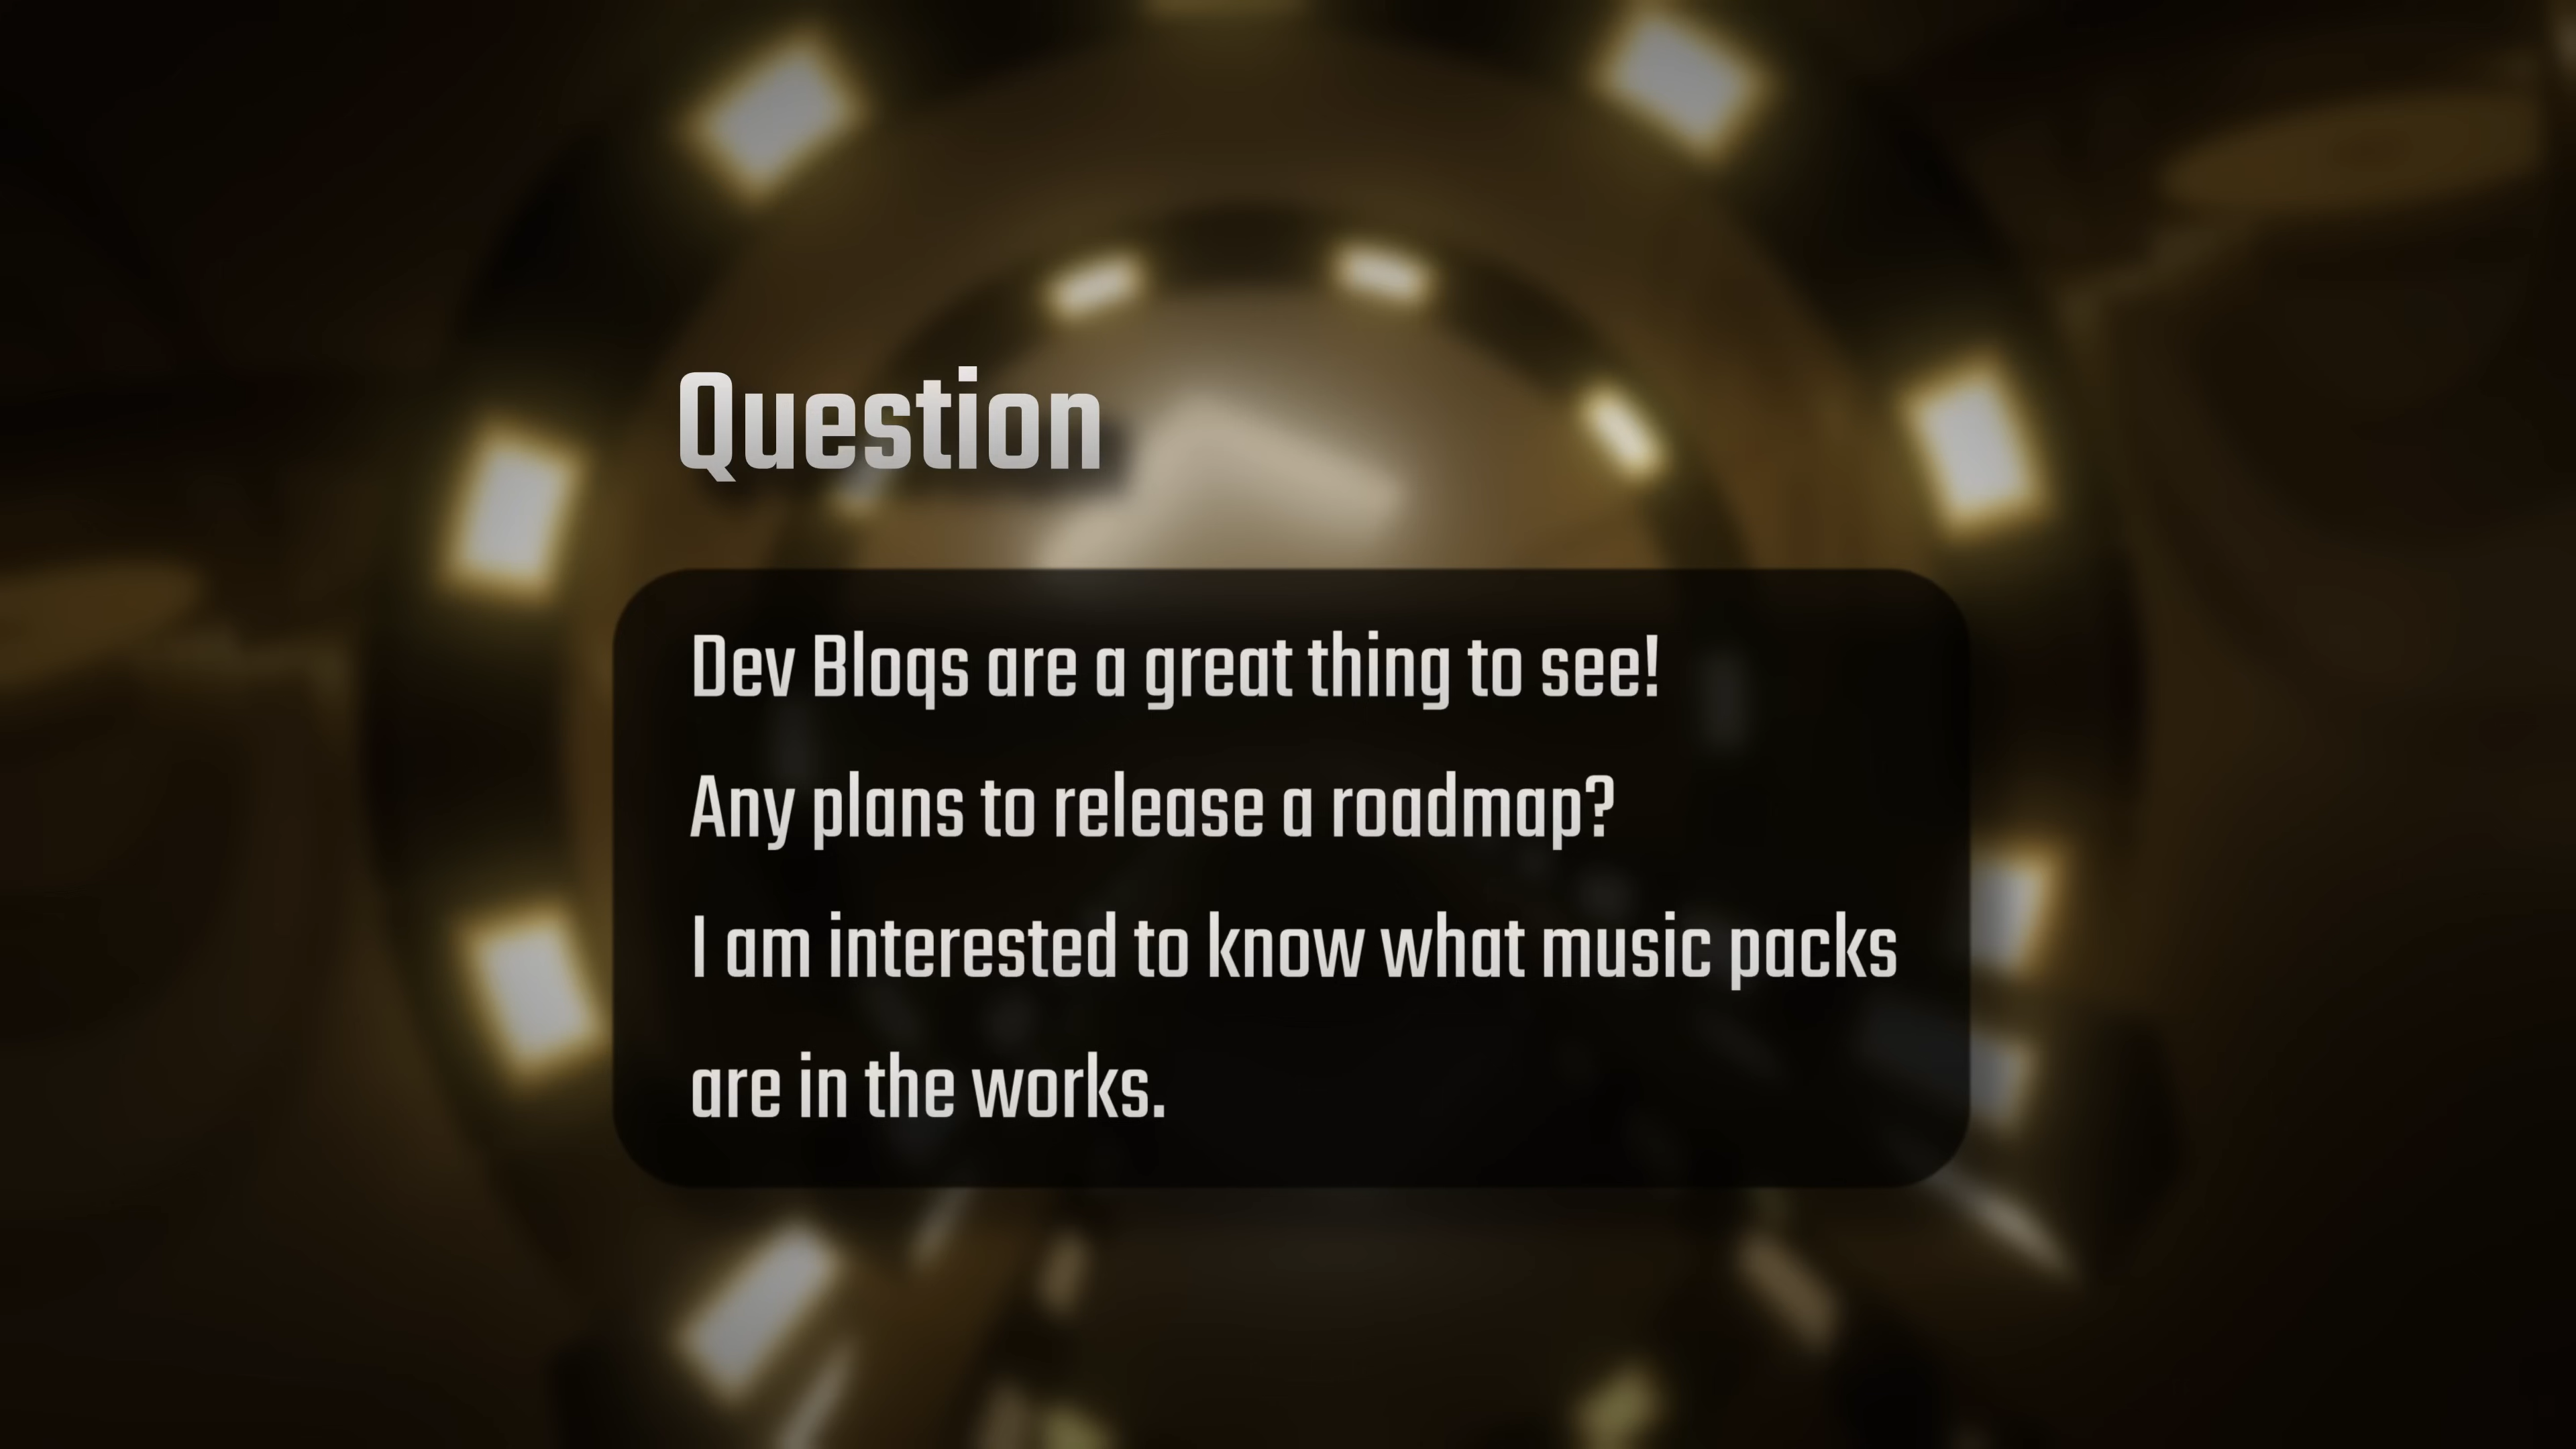 Question
Dev Bloqs are a great thing to see!
Any plans to release a roadmap?
I am interested to know what music packs
are in the works.